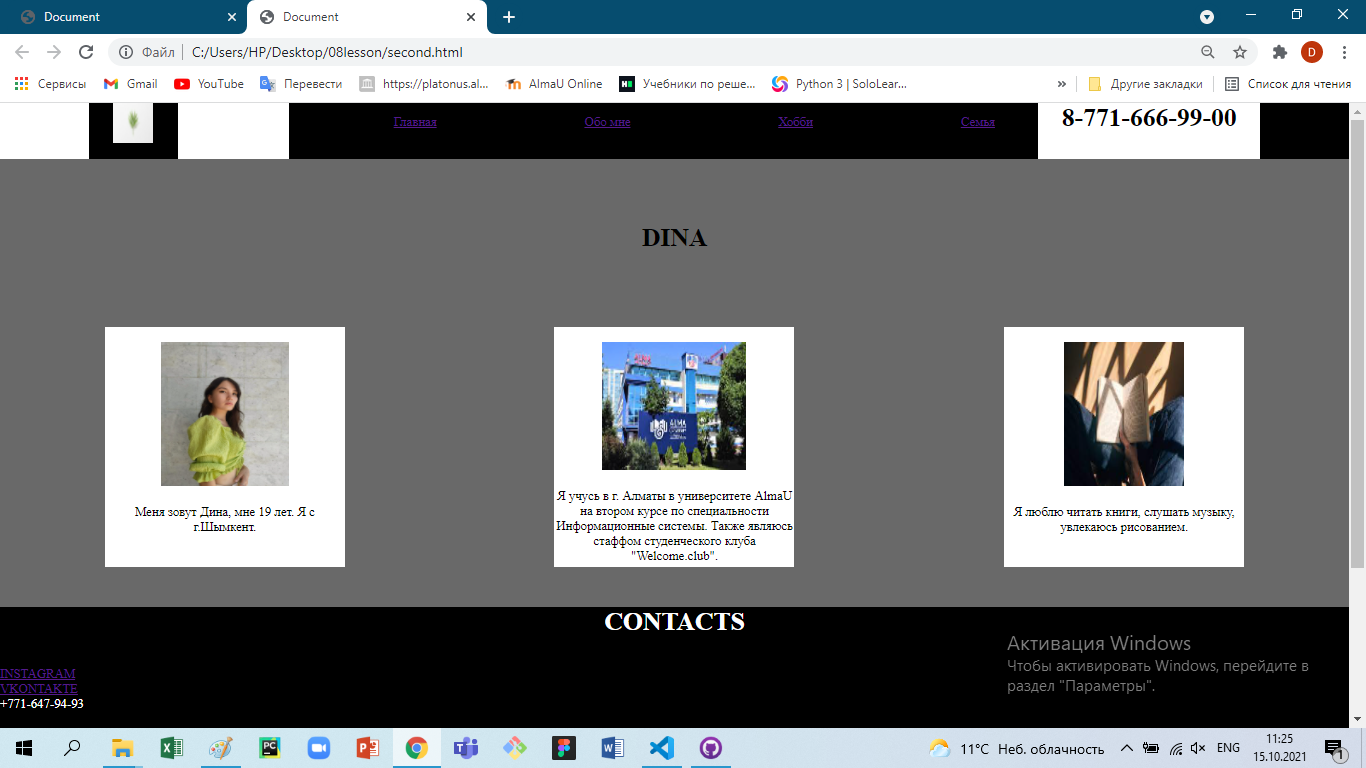 Document
Document
Файл
C:/Users/HP/Desktop/08lesson/second.html
D
Сервисы
Gmail
YouTube
Перевести
https://platonus.al...
AlmaU Online
Учебники по реше...
Python 3 | SoloLear...
»
Другие закладки
Список для чтения
Главная
Обо мне
Хобби
Семья
8-771-666-99-00
DINA
Меня зовут Дина, мне 19 лет. Я с
г.Шымкент.
ALMA
Я учусь в г. Алматы в университете AlmaU
на втором курсе по специальности
Информационные системы. Также являюсь
стаффом студенческого клуба
"Welcome.club".
Я люблю читать книги, слушать музыку,
увлекаюсь рисованием.
CONTACTS
INSTAGRAM
VKONTAKTE
+771-647-94-93
Активация Windows
Чтобы активировать Windows, перейдите в
раздел "Параметры".
11°C Неб. облачность
ENG
11:25
15.10.2021
1